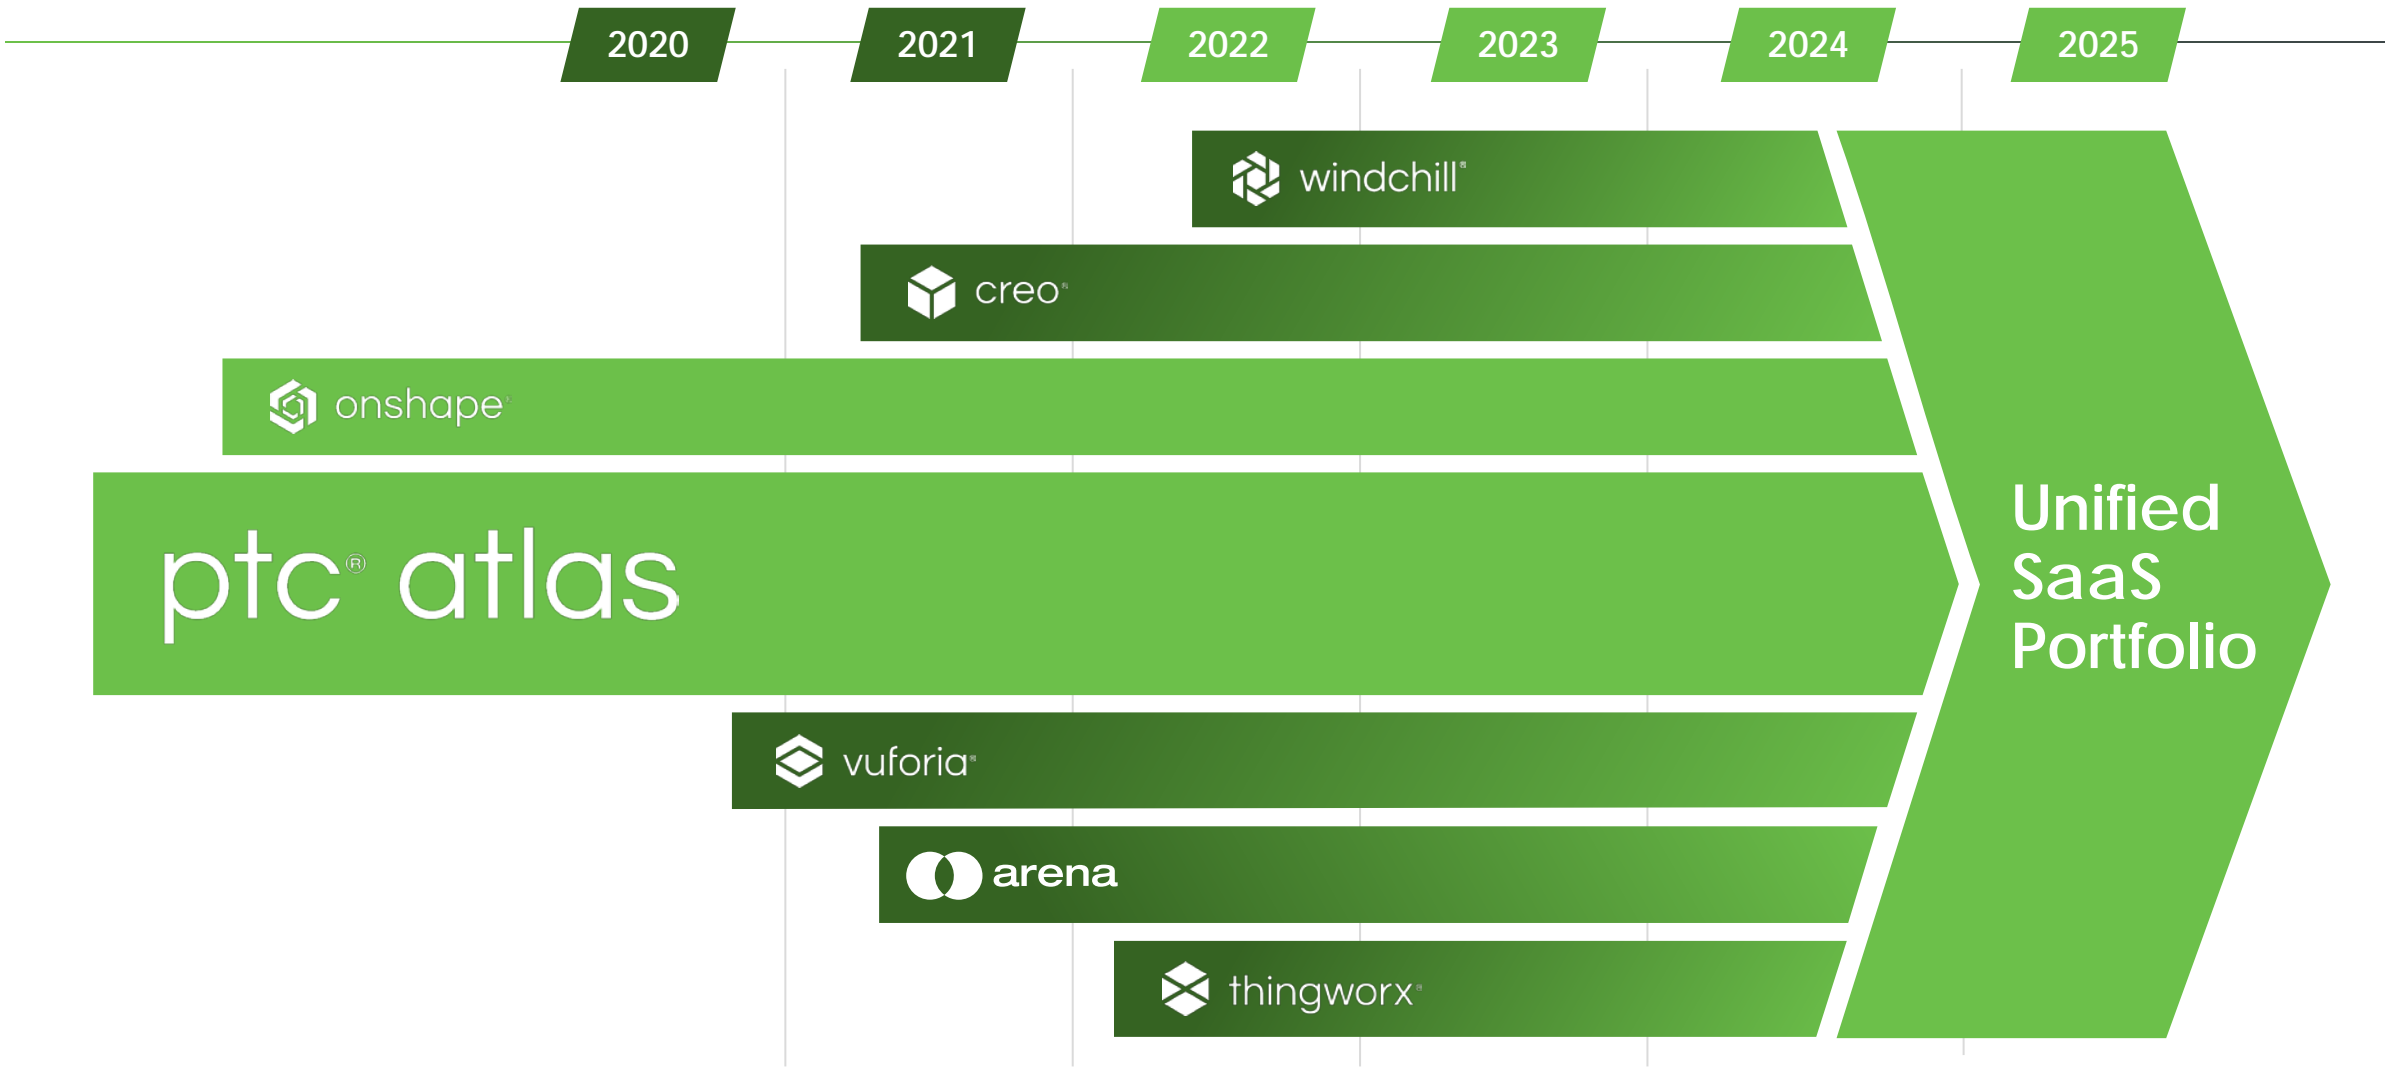 2020 2021 2022 2023 2024 2025
windchill®
creo®
onshape®
ptc® atlas
Unified
SaaS
Portfolio
vuforia®
arena
thingworx®